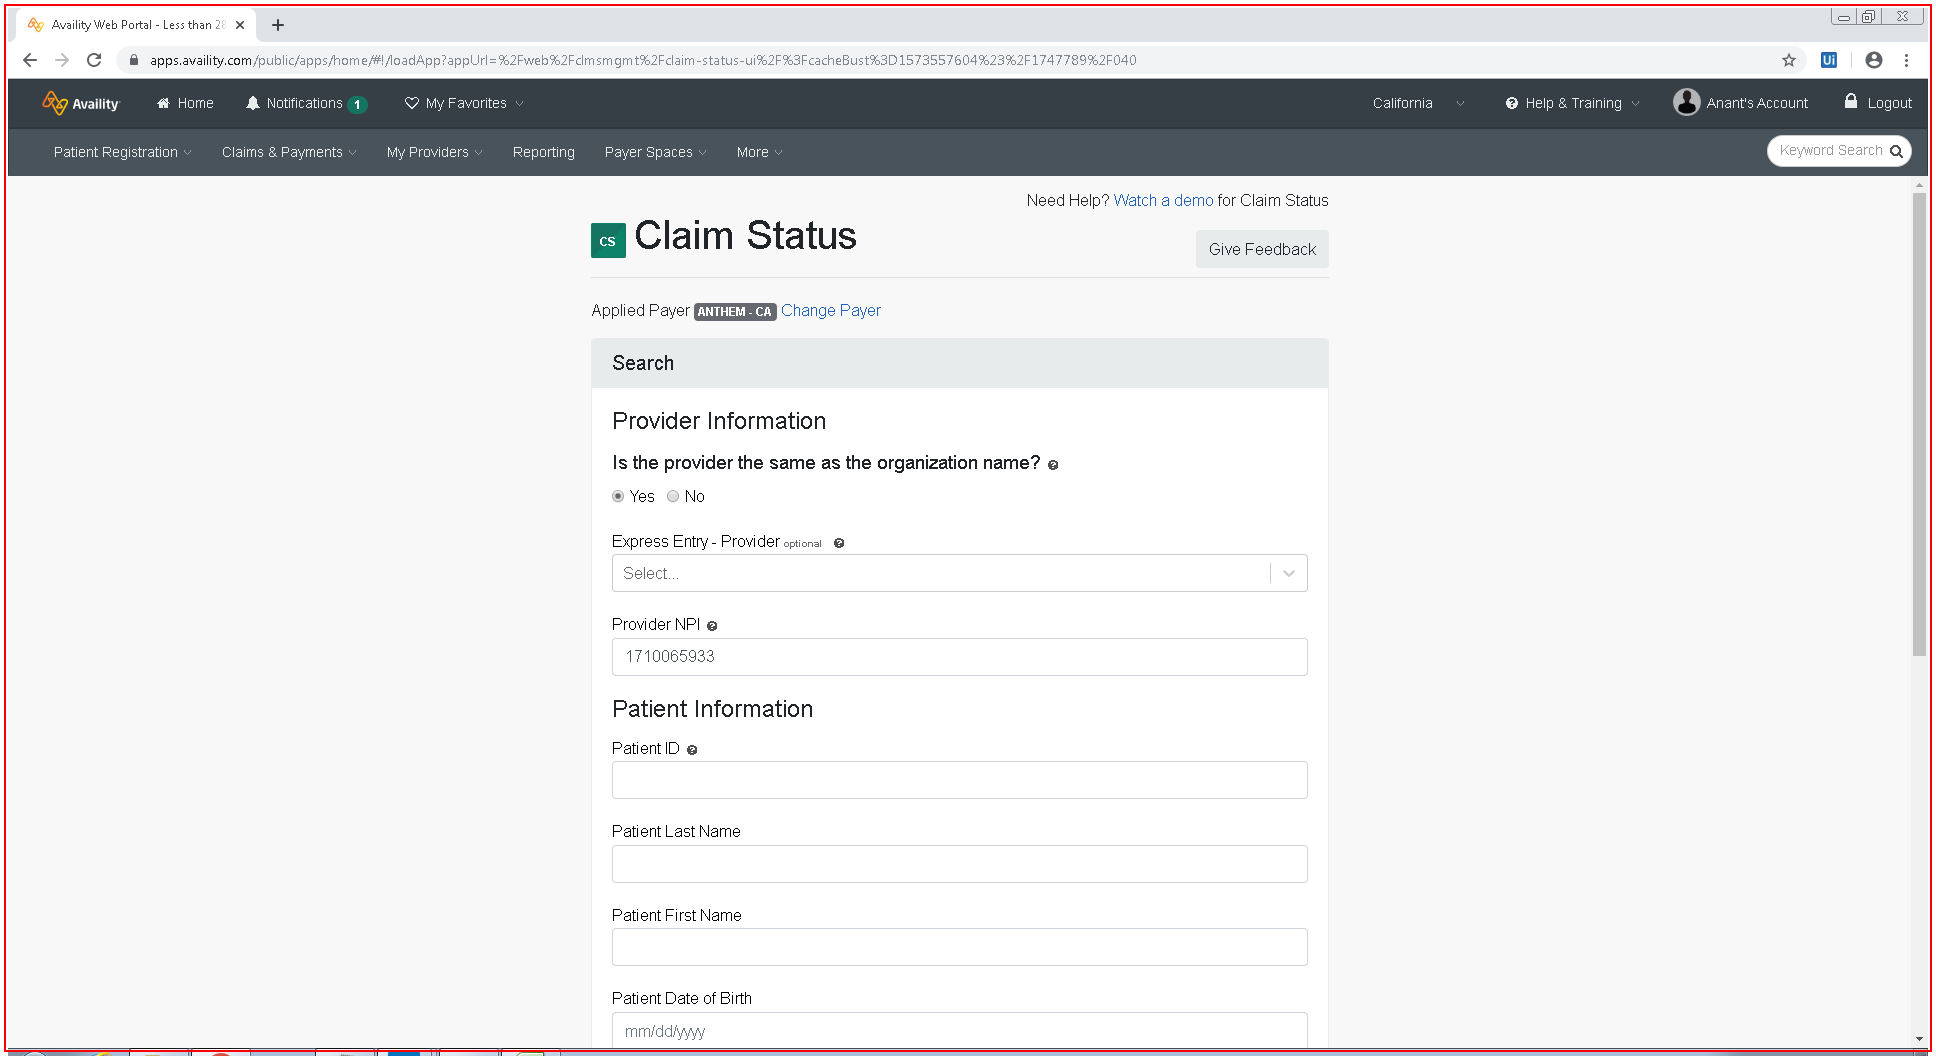 Availity Web Portal - Less than 28
apps.availity.com/public/apps/home/#!/loadApp?appUrl=%2Fweb%2Fclmsmgmt%2Fclaim-status-ui%2F%3FcacheBust%3D1573557604%23%2F1747789%2F040
Ui
Availity Home Notifications 1 My Favorites California Help & Training Anant's Account Logout
Patient Registration Claims & Payments My Providers Reporting Payer Spaces More Keyword Search
Need Help? Watch a demo for Claim Status
CS Claim Status
Give Feedback
Applied Payer ANTHEM - CA Change Payer
Search
Provider Information
Is the provider the same as the organization name?
Yes No
Express Entry - Provider optional
Select...
Provider NPI
1710065933
Patient Information
Patient ID
Patient Last Name
Patient First Name
Patient Date of Birth
mm/dd/yyyy